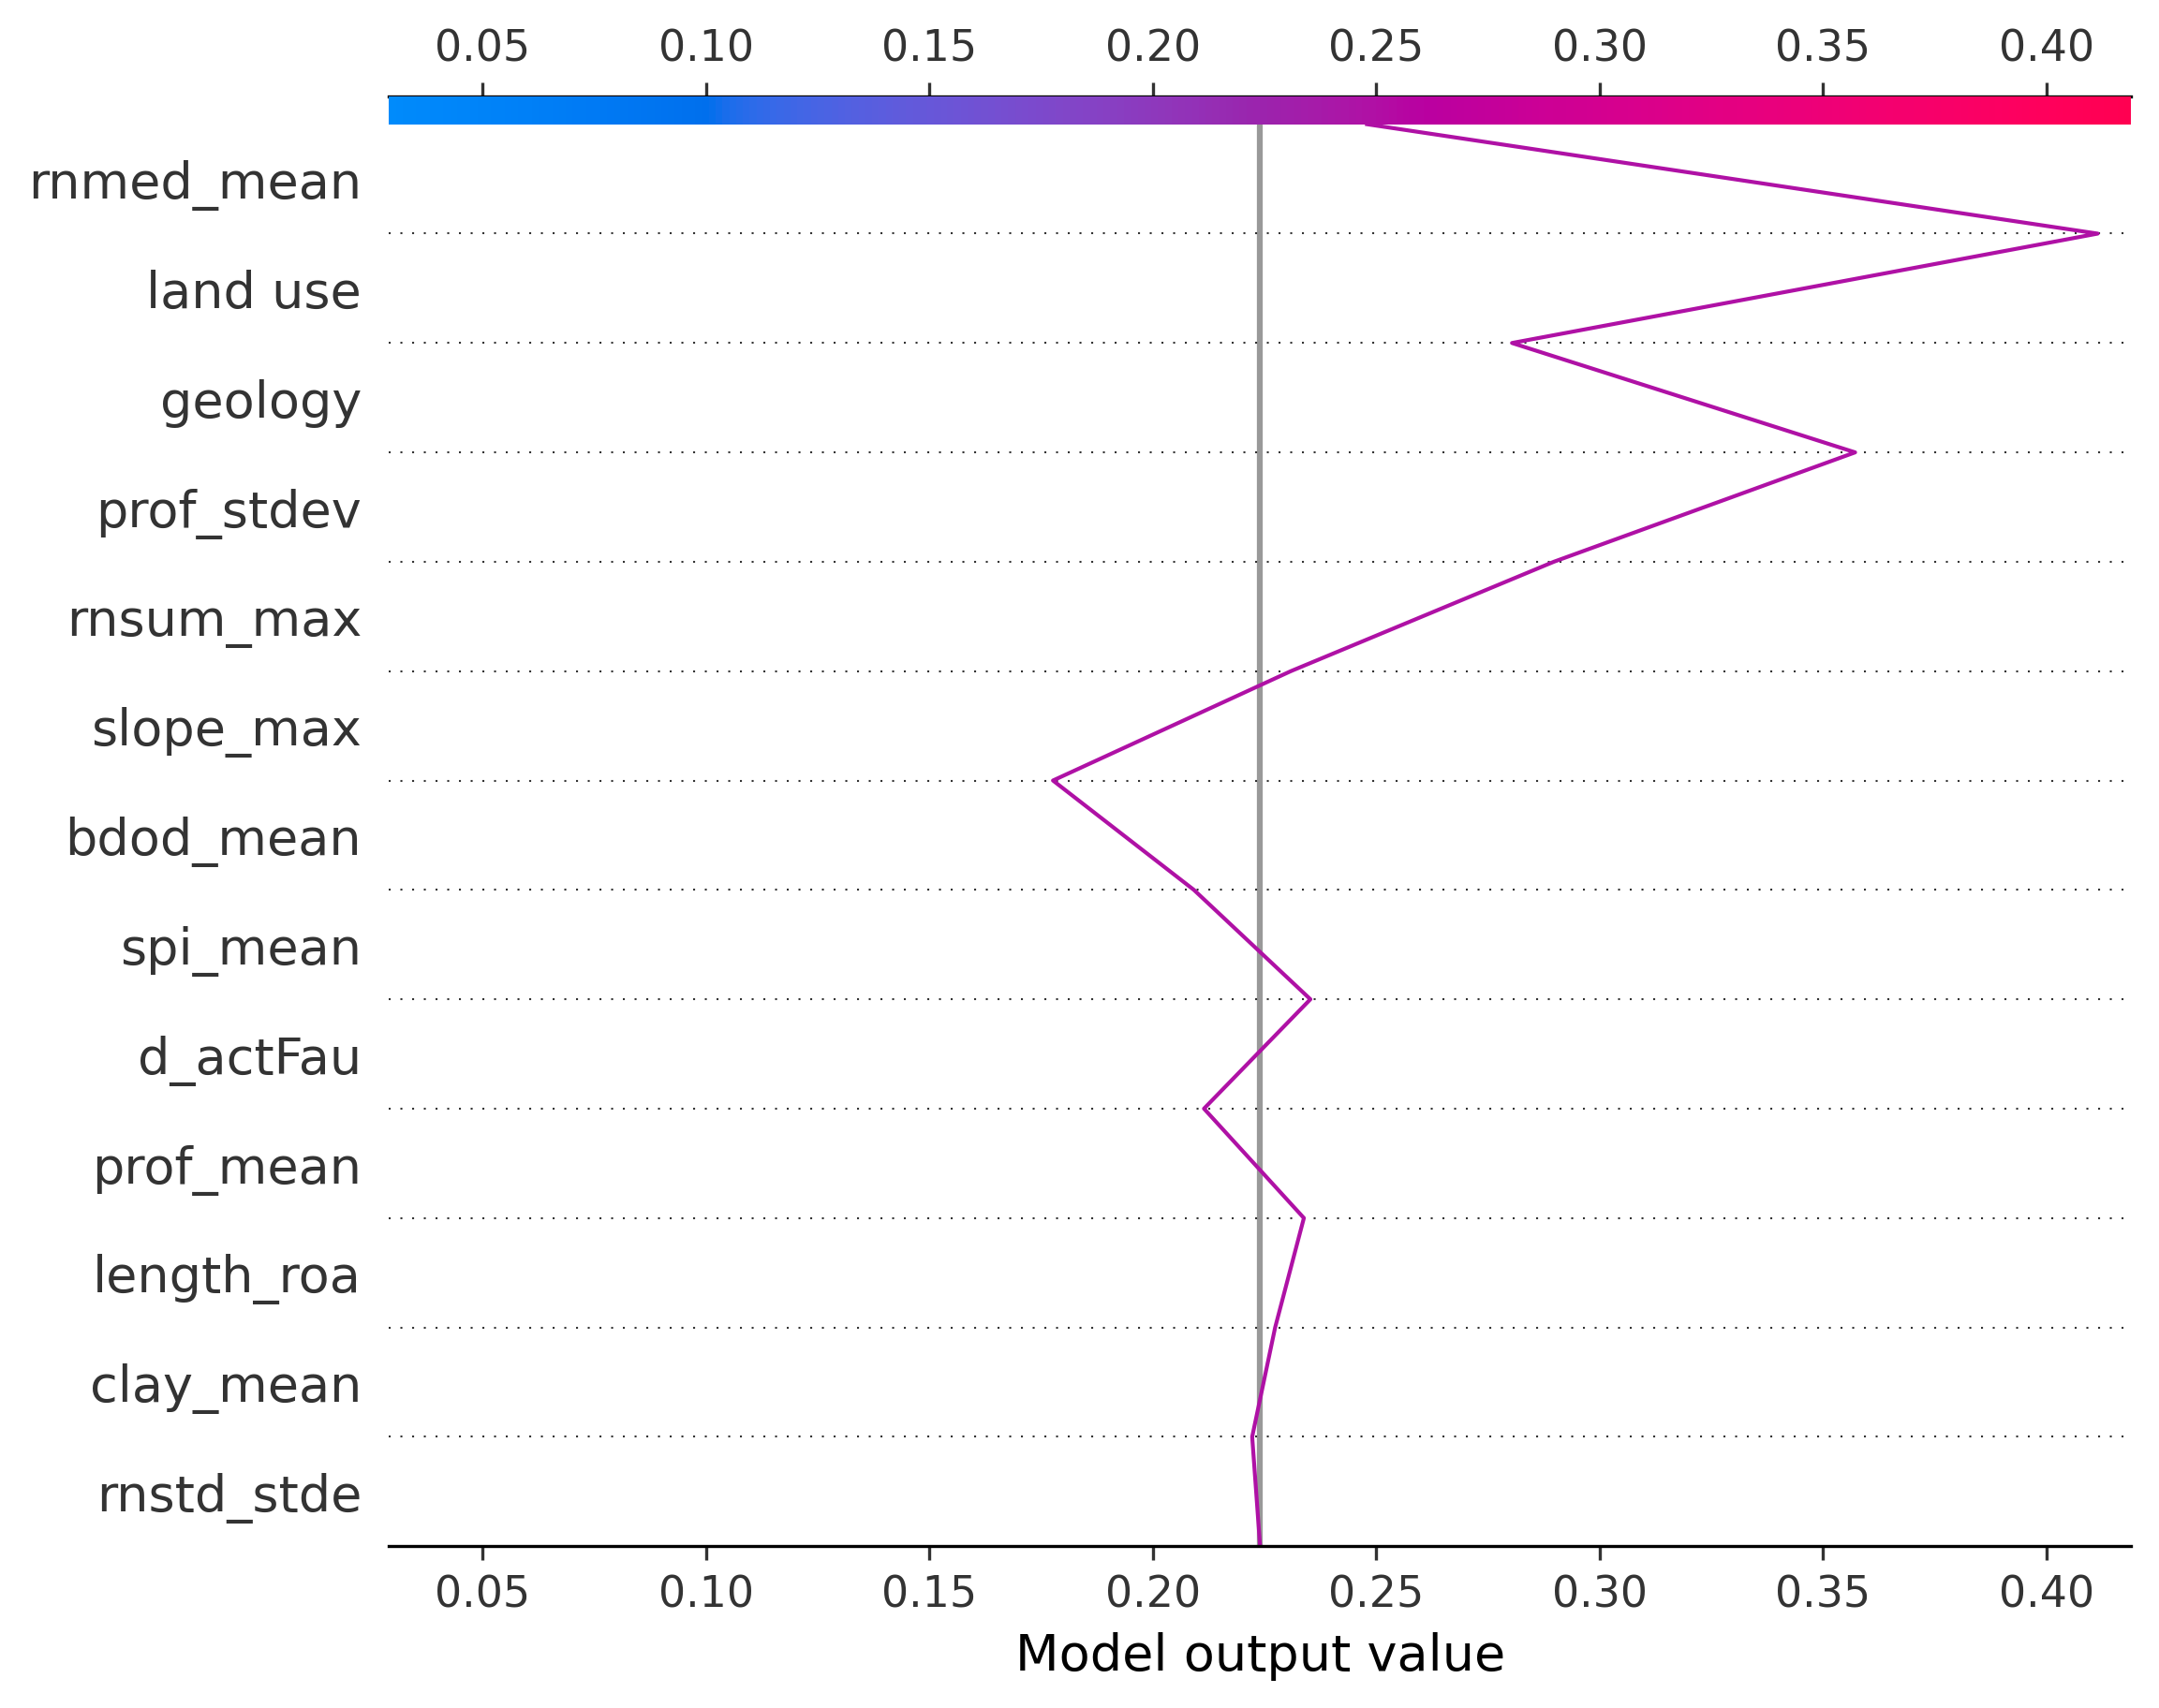 0.05 0.10 0.15 0.20 0.25 0.30 0.35 0.40
rnmed_mean
land use
geology
prof_stdev
rnsum_max
slope_max
bdod_mean
spi_mean
d_actFau
prof_mean
length_roa
clay_mean
rnstd_stde
0.05 0.10 0.15 0.20 0.25 0.30 0.35 0.40
Model output value